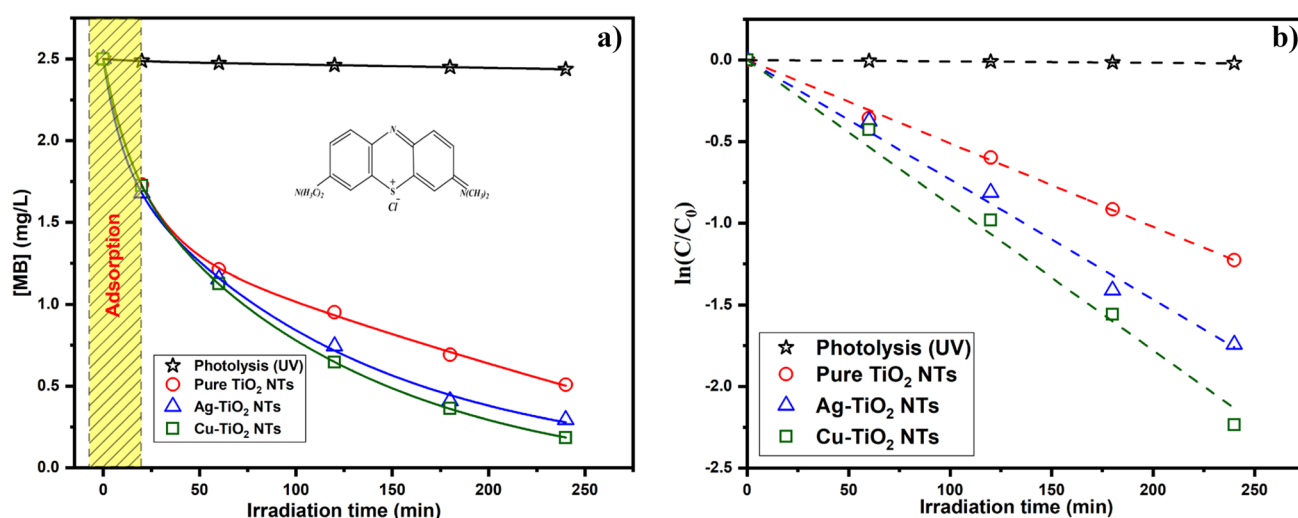 a)
[MB] (mg/L)
3.0
2.5
2.0
1.5
1.0
0.5
0.0
Adsorption
N
N(H₃C)₂
S
+
Cl
−
N(CH₃)₂
Photolysis (UV)
Pure TiO₂ NTs
Ag-TiO₂ NTs
Cu-TiO₂ NTs
0 50 100 150 200 250
Irradiation time (min)
b)
ln(C/C₀)
0.0
-0.5
-1.0
-1.5
-2.0
-2.5
Photolysis (UV)
Pure TiO₂ NTs
Ag-TiO₂ NTs
Cu-TiO₂ NTs
0 50 100 150 200 250
Irradiation time (min)